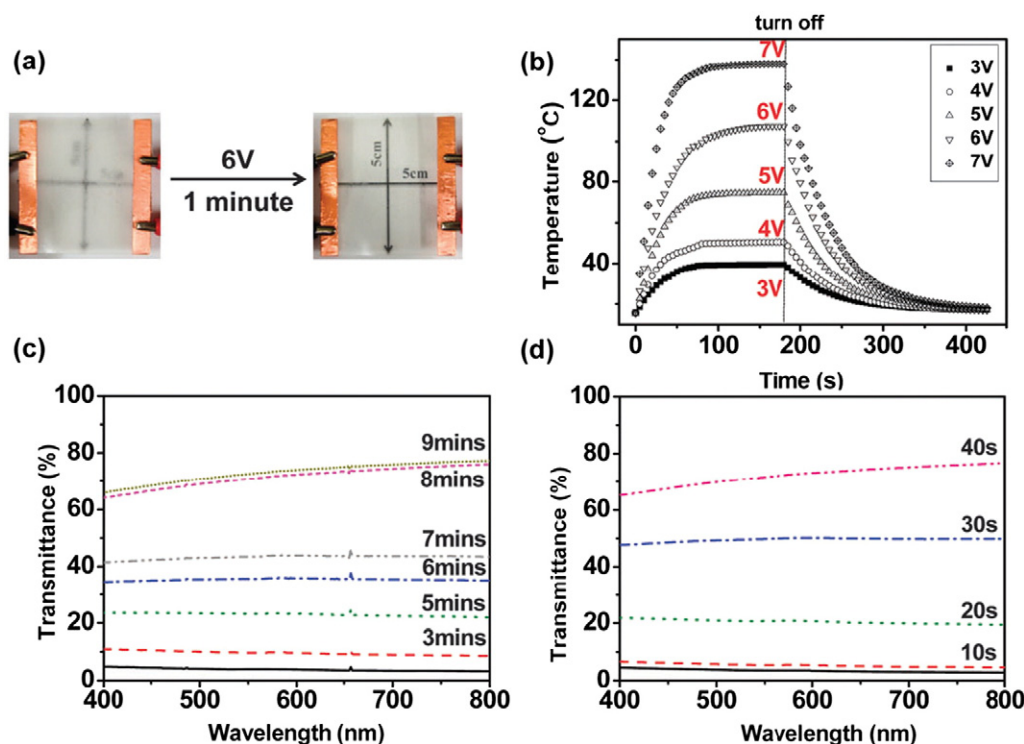 (a)
6V
1 minute
5cm
5cm
(b)
turn off
Temperature (°C)
120
80
40
7V
6V
5V
4V
3V
3V
4V
5V
6V
7V
0 100 200 300 400
Time (s)
(c)
Transmittance (%)
100
80
60
40
20
0
9mins
8mins
7mins
6mins
5mins
3mins
400 500 600 700 800
Wavelength (nm)
(d)
Transmittance (%)
100
80
60
40
20
0
40s
30s
20s
10s
400 500 600 700 800
Wavelength (nm)